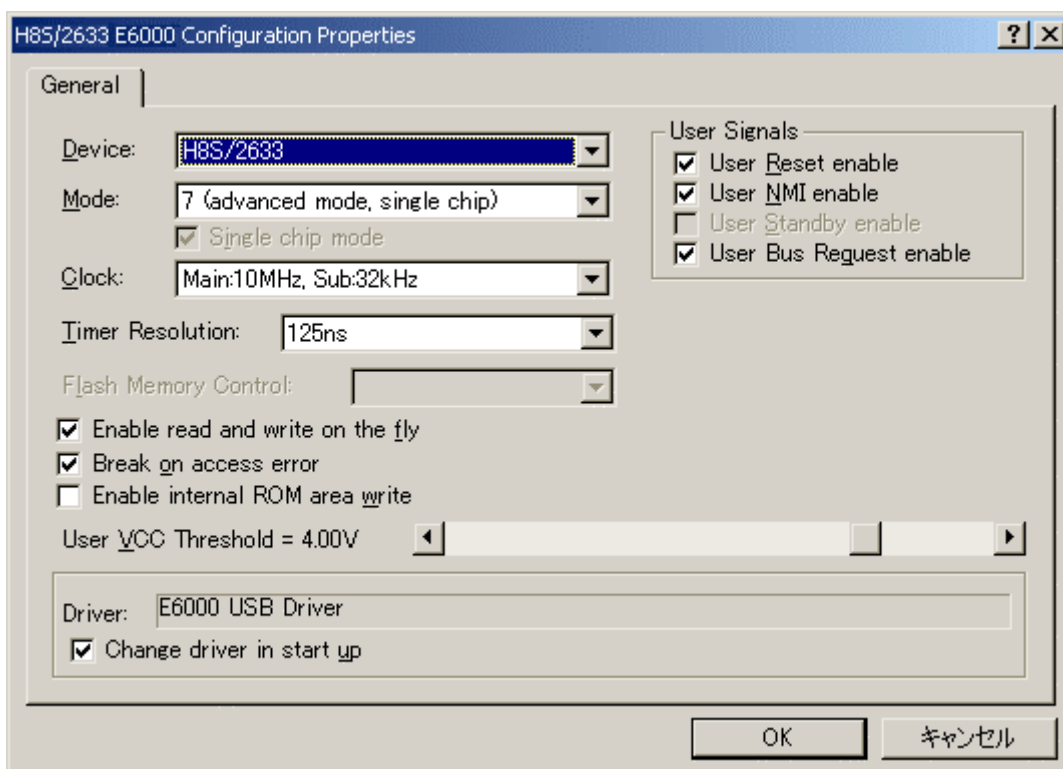 H8S/2633 E6000 Configuration Properties
General
Device:
H8S/2633
Mode:
7 (advanced mode, single chip)
Single chip mode
Clock:
Main:10MHz, Sub:32kHz
Timer Resolution:
125ns
Flash Memory Control:
Enable read and write on the fly
Break on access error
Enable internal ROM area write
User VCC Threshold = 4.00V
User Signals
User Reset enable
User NMI enable
User Standby enable
User Bus Reguest enable
Driver:
E6000 USB Driver
Change driver in start up
OK
キャンセル